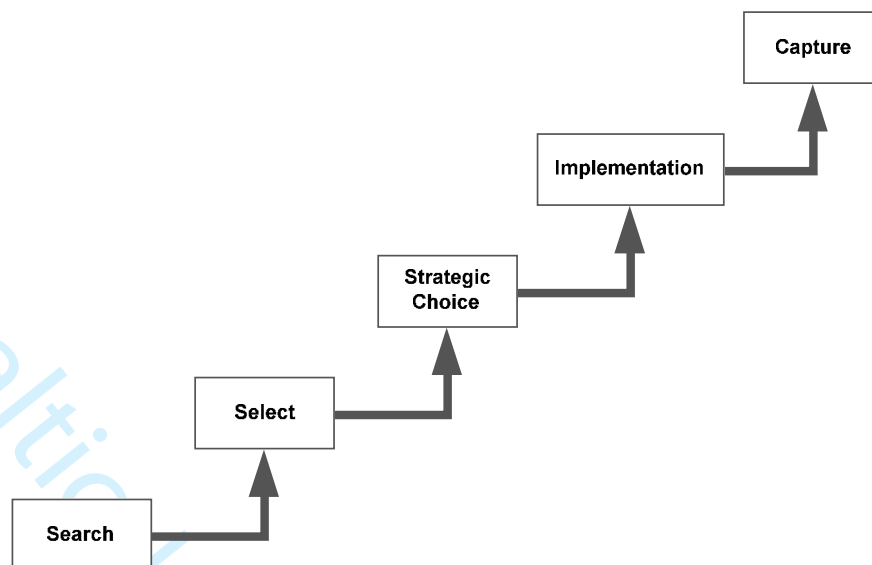 Capture
Implementation
Strategic
Choice
Select
Search